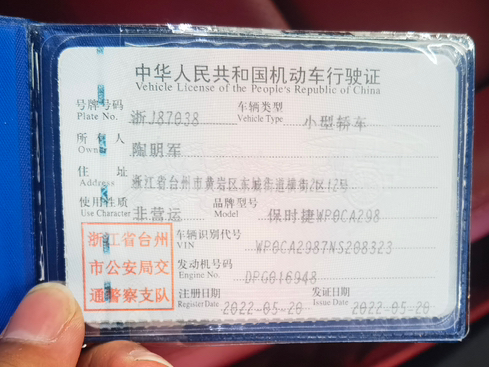 中华人民共和国机动车行驶证
Vehicle License of the People's Republic of China
号牌号码 浙J87038 车辆类型 小型轿车
Plate No. Vehicle Type
所有人 陶明军
Owner
住址 浙江省台州市黄岩区东城街道横街2区12号
Address
使用性质 非营运 品牌型号 保时捷WP0CA298
Use Character Model
浙江省台州 车辆识别代号 WP0CA2987NS208323
VIN
市公安局交 发动机号码 DPG016948
Engine No.
通警察支队 注册日期 2022-05-20 发证日期 2022-05-20
Register Date Issue Date